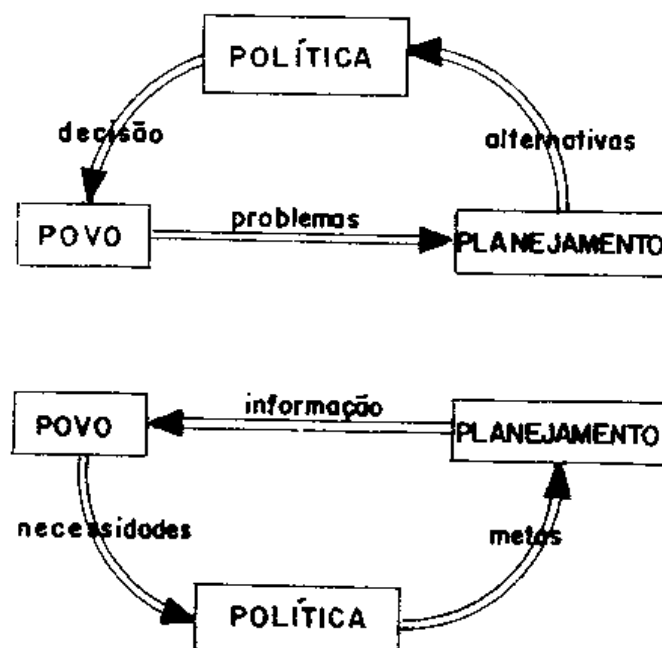 POLÍTICA
decisão
alternativas
problemas
POVO
PLANEJAMENTO
informação
POVO
PLANEJAMENTO
necessidades
metas
POLÍTICA